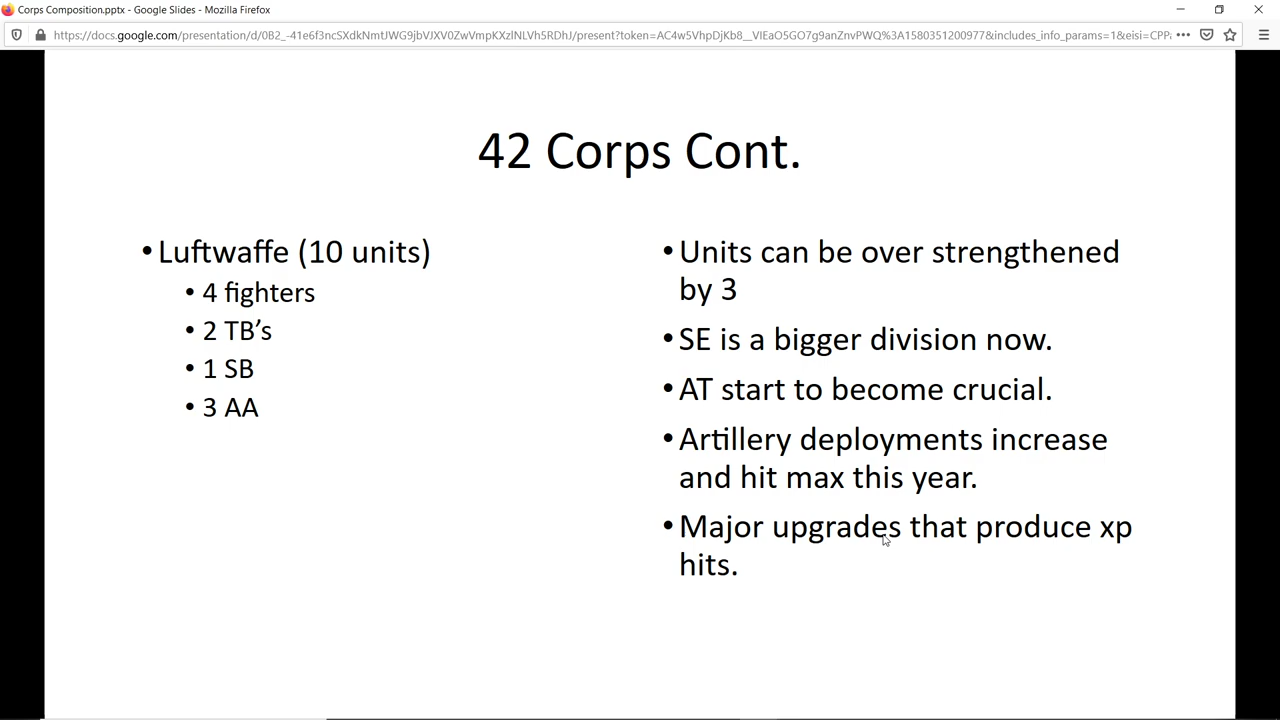 Corps Composition.pptx - Google Slides - Mozilla Firefox
https://docs.google.com/presentation/d/0B2_-41e6f3ncSXdkNmtJWG9jbVJXV0ZwVmpKXzlNLVh5RDhJ/present?token=AC4w5VhpDjKb8__VIEaO5GO7g9anZnvPWQ%3A1580351200977&includes_info_params=1&eisi=CPPa
42 Corps Cont.
• Luftwaffe (10 units)
• 4 fighters
• 2 TB’s
• 1 SB
• 3 AA
• Units can be over strengthened
by 3
• SE is a bigger division now.
• AT start to become crucial.
• Artillery deployments increase
and hit max this year.
• Major upgrades that produce xp
hits.